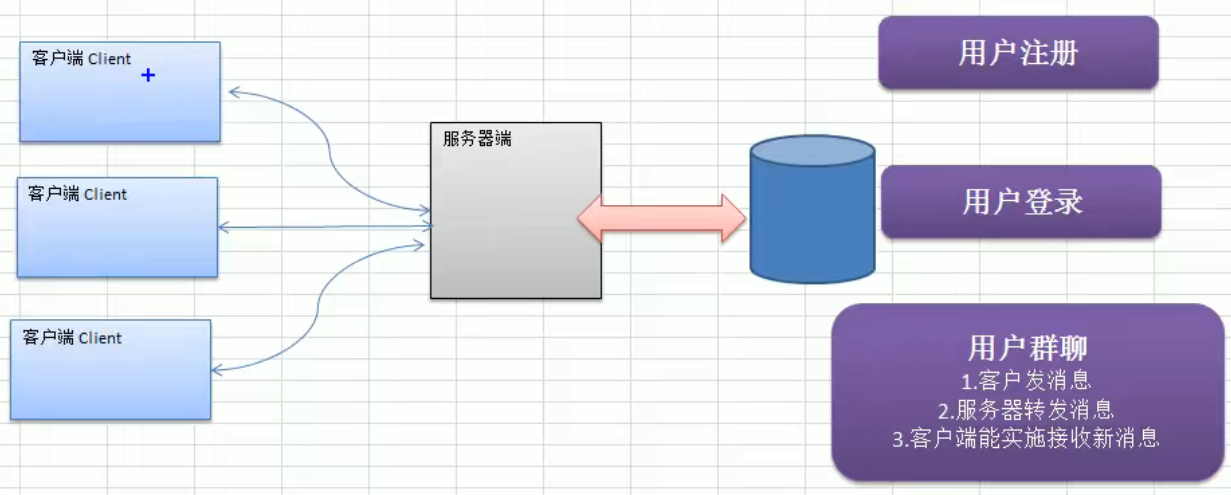 客户端 Client
客户端 Client
客户端 Client
服务器端
用户注册
用户登录
用户群聊
1.客户发消息
2.服务器转发消息
3.客户端能实施接收新消息